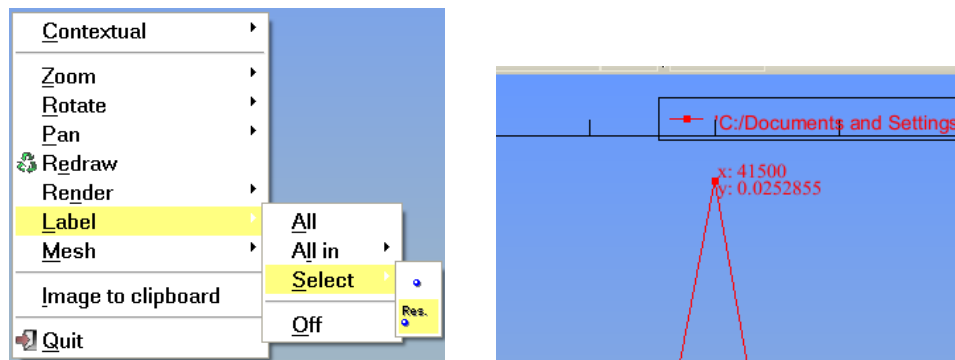 Contextual
Zoom
Rotate
Pan
Redraw
Render
Label
Mesh
Image to clipboard
Quit
All
All in
Select
Off
Res.
'C:/Documents and Settings
x: 41500
y: 0.0252855